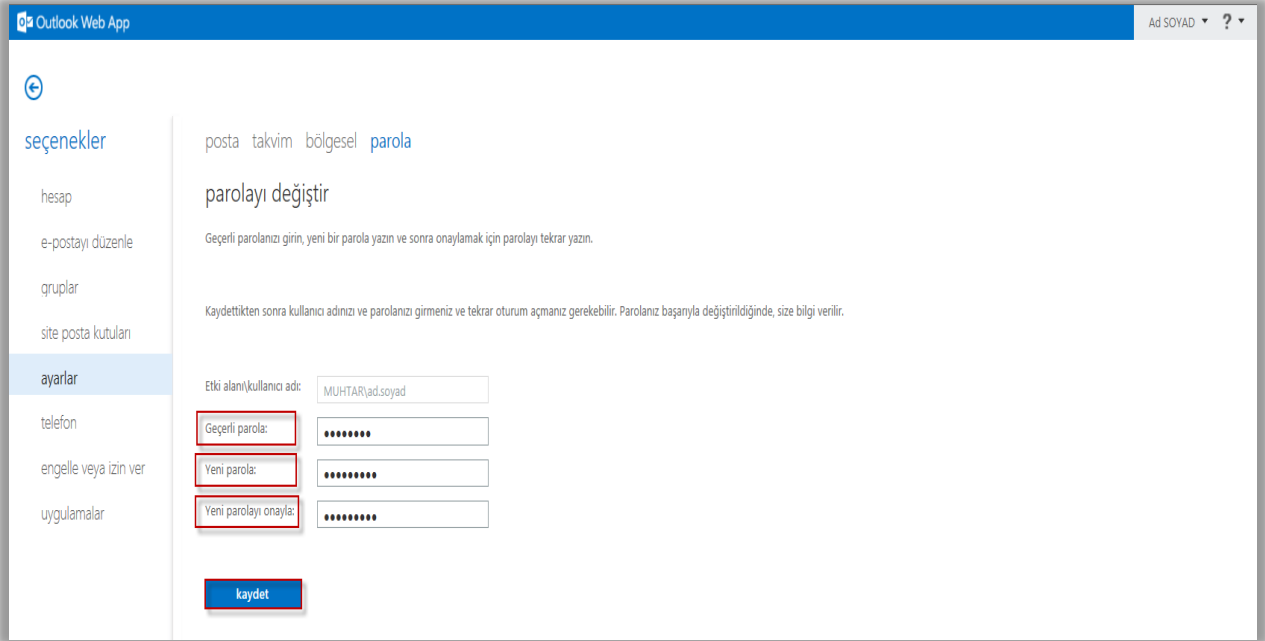 Outlook Web App
Ad SOYAD ?
seçenekler
hesap
e-postayı düzenle
gruplar
site posta kutuları
ayarlar
telefon
engelle veya izin ver
uygulamalar
posta takvim bölgesel parola
parolayı değiştir
Geçerli parolanızı girin, yeni bir parola yazın ve sonra onaylamak için parolayı tekrar yazın.
Kaydettikten sonra kullanıcı adınızı ve parolanızı girmeniz ve tekrar oturum açmanız gerekebilir. Parolanız başarıyla değiştirildiğinde, size bilgi verilir.
Etki alanı\kullanıcı adı: MUHTAR\ad.soyad
Geçerli parola: ••••••••
Yeni parola: •••••••••
Yeni parolayı onayla: •••••••••
kaydet